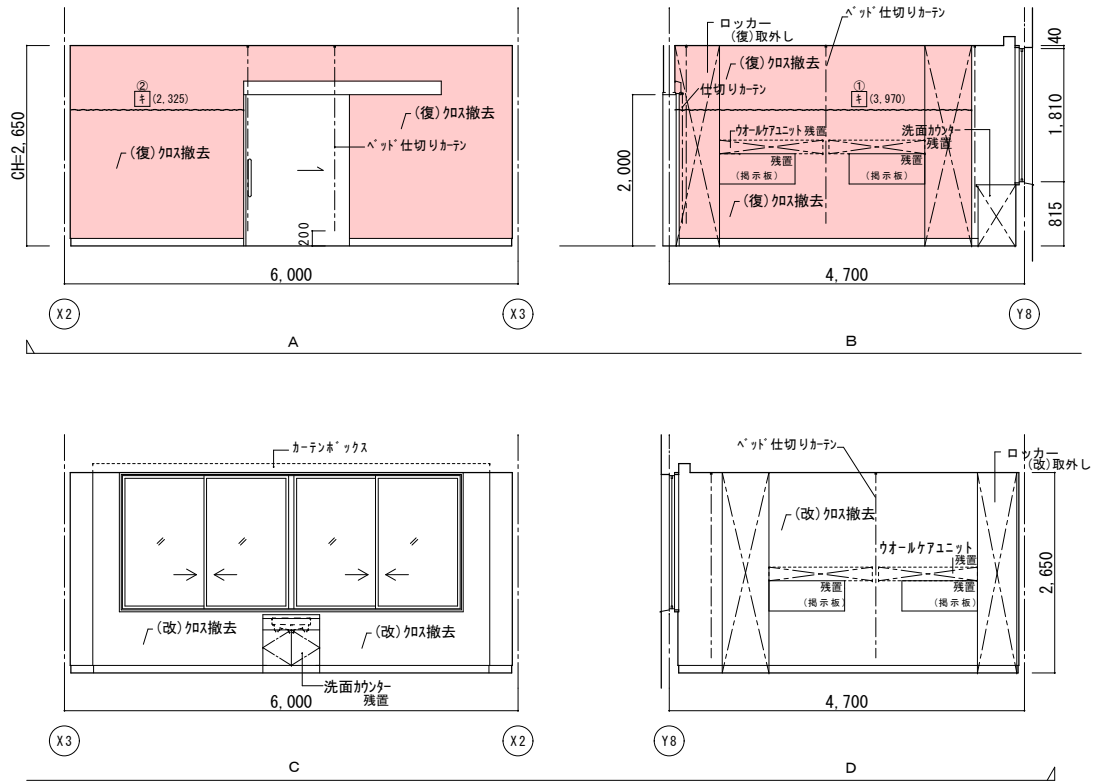 CH=2,650
②
キ (2,325)
(復)クロス撤去
(復)クロス撤去
ベッド仕切りカーテン
200
6,000
X2
X3
A
ロッカー
(復)取外し
ベッド仕切りカーテン
(復)クロス撤去
仕切りカーテン
①
キ (3,970)
ウオールケアユニット 残置
洗面カウンター
残置
残置
(掲示板)
残置
(掲示板)
(復)クロス撤去
2,000
40
1,810
815
4,700
Y8
B
カーテンボックス
(改)クロス撤去
(改)クロス撤去
洗面カウンター
残置
6,000
X3
X2
C
ベッド仕切りカーテン
ロッカー
(改)取外し
(改)クロス撤去
ウオールケアユニット
残置
残置
(掲示板)
残置
(掲示板)
2,650
4,700
Y8
D